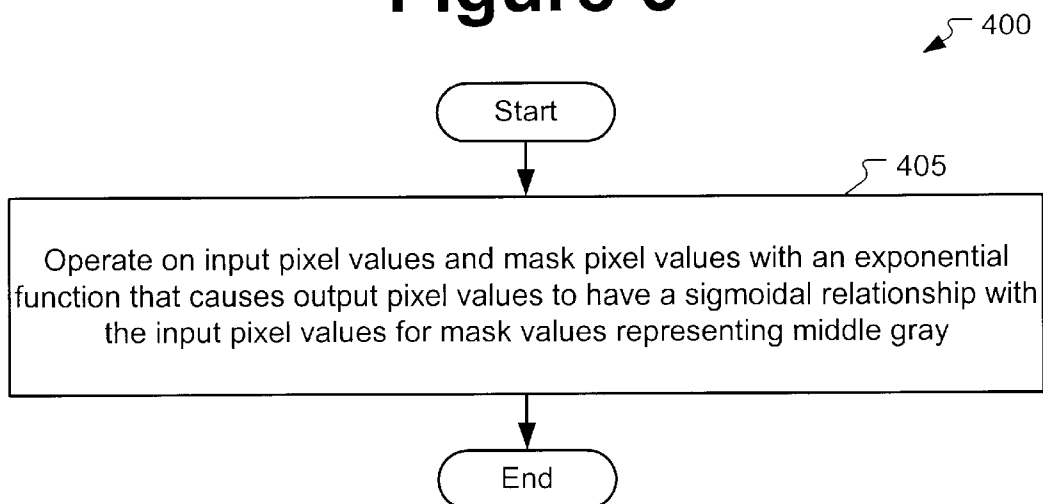 400
Start
405
Operate on input pixel values and mask pixel values with an exponential
function that causes output pixel values to have a sigmoidal relationship with
the input pixel values for mask values representing middle gray
End